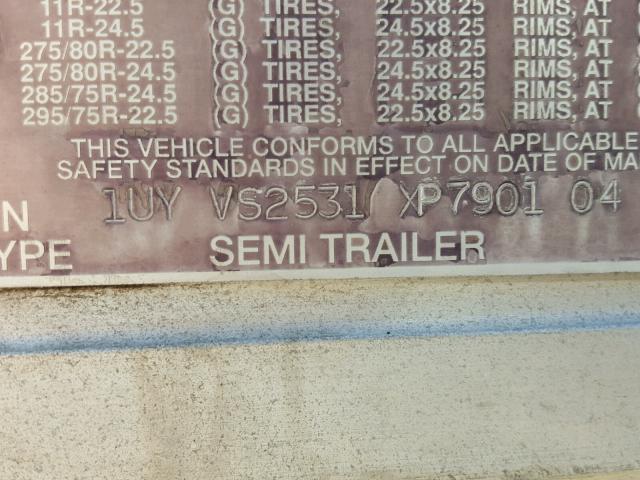 11R-22.5 (G) TIRES, 22.5x8.25 RIMS, AT
11R-24.5 (G) TIRES, 24.5x8.25 RIMS, AT
275/80R-22.5 (G) TIRES, 22.5x8.25 RIMS, AT
275/80R-24.5 (G) TIRES, 24.5x8.25 RIMS, AT
285/75R-24.5 (G) TIRES, 24.5x8.25 RIMS, AT
295/75R-22.5 (G) TIRES, 22.5x8.25 RIMS, AT
THIS VEHICLE CONFORMS TO ALL APPLICABLE
SAFETY STANDARDS IN EFFECT ON DATE OF MA
N 1UY VS2531 XP7901 04
YPE SEMI TRAILER